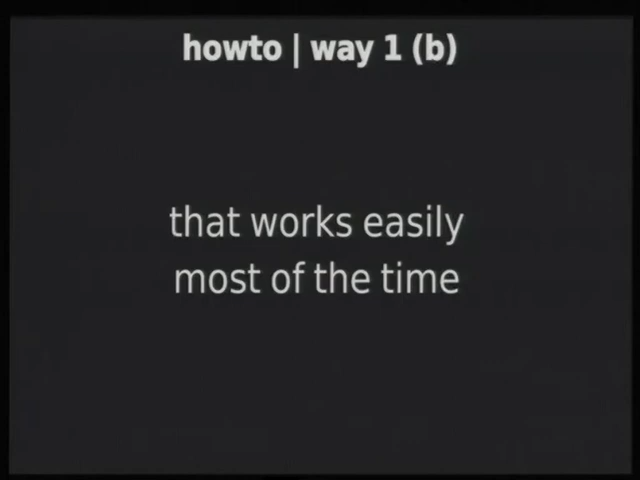 howto | way 1 (b)
that works easily
most of the time